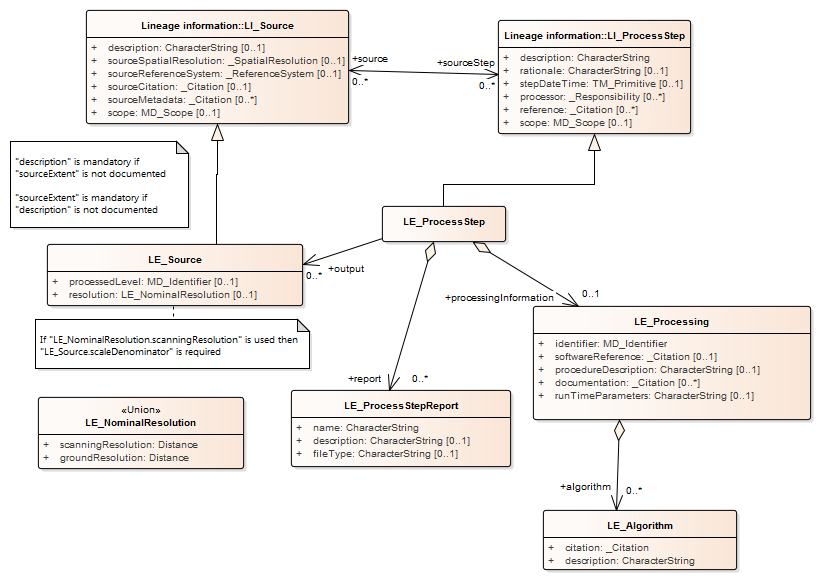 Lineage information::LI_Source
+ description: CharacterString [0..1]
+ sourceSpatialResolution: _SpatialResolution [0..1]
+ sourceReferenceSystem: _ReferenceSystem [0..1]
+ sourceCitation: _Citation [0..1]
+ sourceMetadata: _Citation [0..*]
+ scope: MD_Scope [0..1]
+source
0..*
+sourceStep
0..*
Lineage information::LI_ProcessStep
+ description: CharacterString
+ rationale: CharacterString [0..1]
+ stepDateTime: TM_Primitive [0..1]
+ processor: _Responsibility [0..*]
+ reference: _Citation [0..*]
+ scope: MD_Scope [0..1]
"description" is mandatory if
"sourceExtent" is not documented
"sourceExtent" is mandatory if
"description" is not documented
LE_ProcessStep
LE_Source
+ processedLevel: MD_Identifier [0..1]
+ resolution: LE_NominalResolution [0..1]
0..*
+output
+processingInformation
0..1
If "LE_NominalResolution.scanningResolution" is used then
"LE_Source.scaleDenominator" is required
LE_Processing
+ identifier: MD_Identifier
+ softwareReference: _Citation [0..1]
+ procedureDescription: CharacterString [0..1]
+ documentation: _Citation [0..*]
+ runTimeParameters: CharacterString [0..1]
+report
0..*
«Union»
LE_NominalResolution
+ scanningResolution: Distance
+ groundResolution: Distance
LE_ProcessStepReport
+ name: CharacterString
+ description: CharacterString [0..1]
+ fileType: CharacterString [0..1]
+algorithm
0..*
LE_Algorithm
+ citation: _Citation
+ description: CharacterString